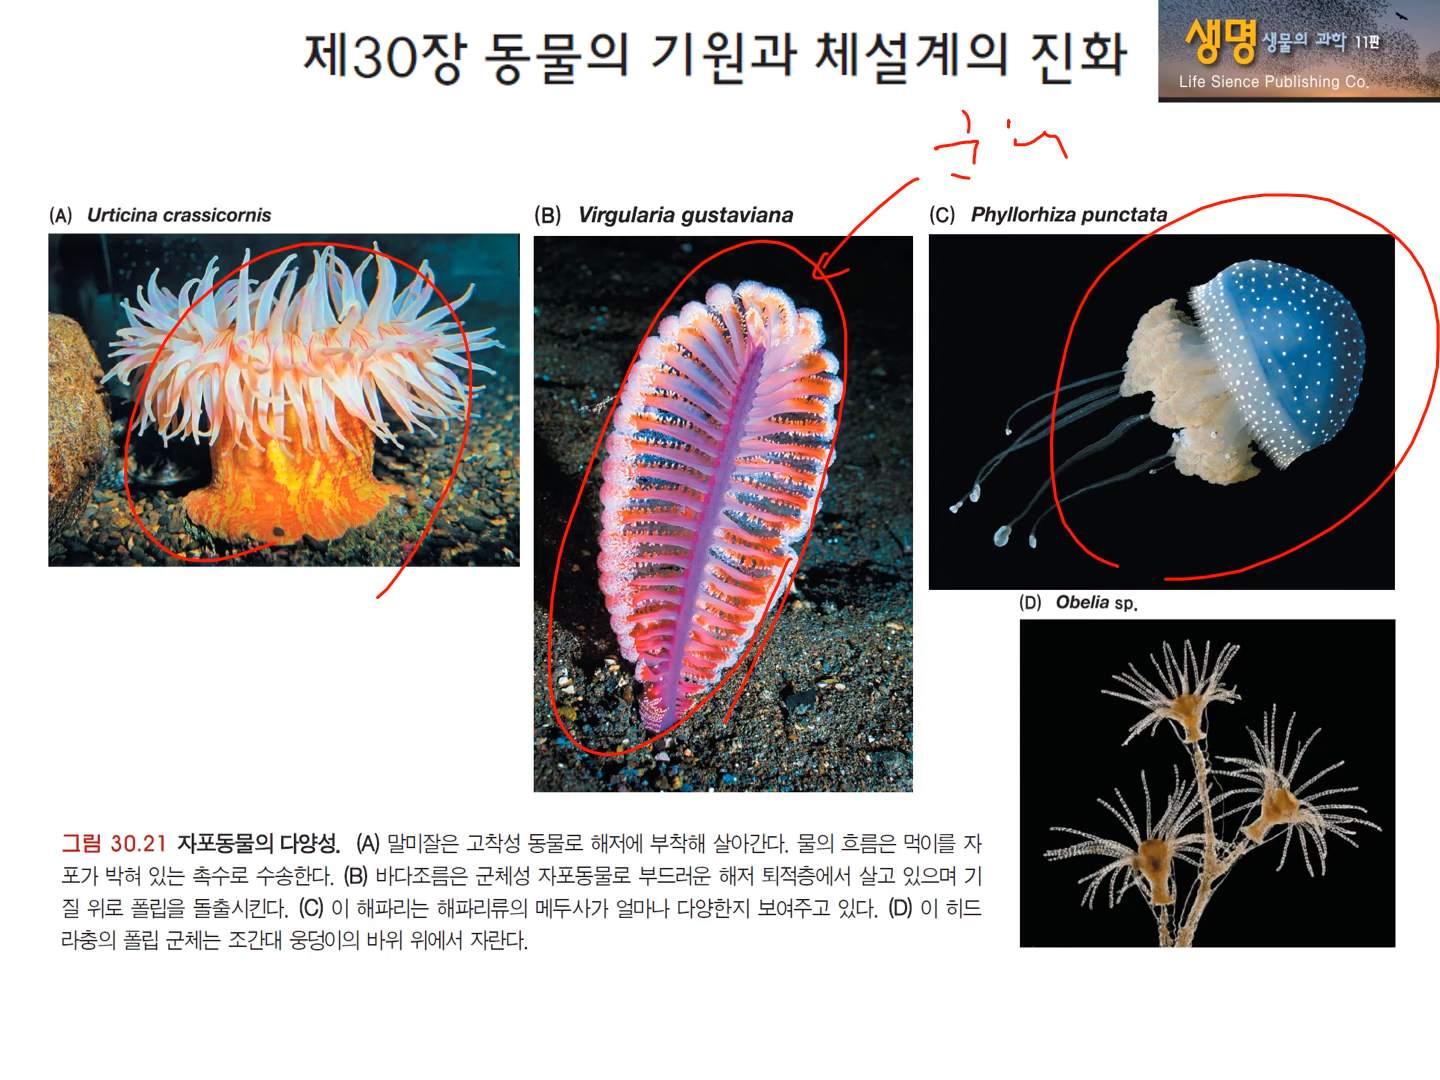 제30장 동물의 기원과 체설계의 진화
생명 생물의 과학 11판
Life Sience Publishing Co.
(A) Urticina crassicornis
(B) Virgularia gustaviana
(C) Phyllorhiza punctata
(D) Obelia sp.
그림 30.21 자포동물의 다양성. (A) 말미잘은 고착성 동물로 해저에 부착해 살아간다. 물의 흐름은 먹이를 자
포가 박혀 있는 촉수로 수송한다. (B) 바다조름은 군체성 자포동물로 부드러운 해저 퇴적층에서 살고 있으며 기
질 위로 폴립을 돌출시킨다. (C) 이 해파리는 해파리류의 메두사가 얼마나 다양한지 보여주고 있다. (D) 이 히드
라충의 폴립 군체는 조간대 웅덩이의 바위 위에서 자란다.